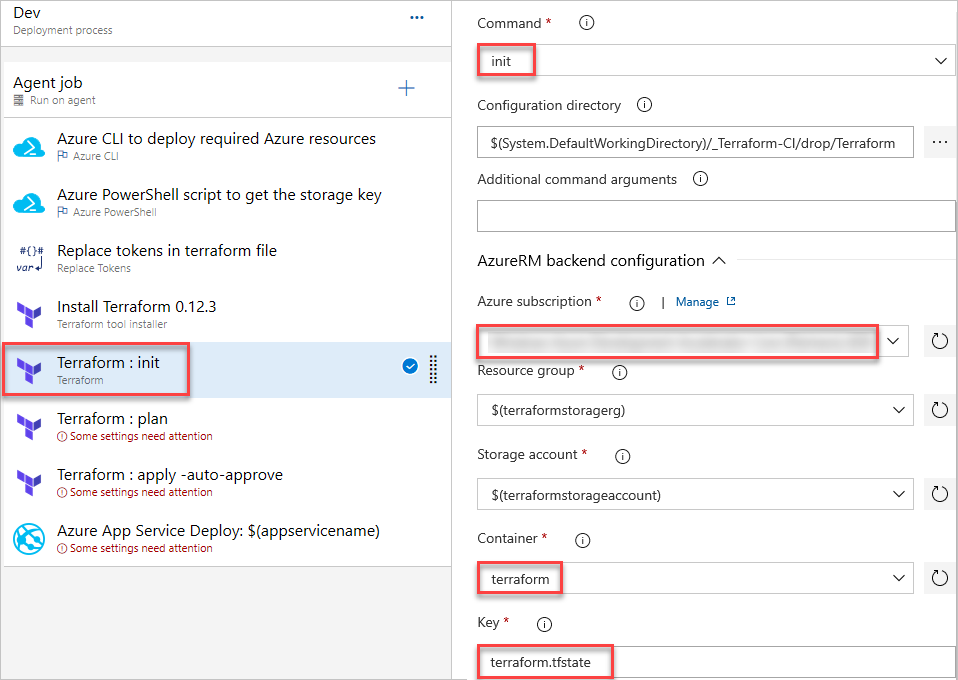 Dev
Deployment process
Agent job
Run on agent
Azure CLI to deploy required Azure resources
Azure CLI
Azure PowerShell script to get the storage key
Azure PowerShell
#{}#
var
Replace tokens in terraform file
Replace Tokens
Install Terraform 0.12.3
Terraform tool installer
Terraform : init
Terraform
Terraform : plan
Some settings need attention
Terraform : apply -auto-approve
Some settings need attention
Azure App Service Deploy: $(appservicename)
Some settings need attention
Command *
init
Configuration directory
$(System.DefaultWorkingDirectory)/_Terraform-CI/drop/Terraform
Additional command arguments
AzureRM backend configuration
Azure subscription * | Manage
Resource group *
$(terraformstoragerg)
Storage account *
$(terraformstorageaccount)
Container *
terraform
Key *
terraform.tfstate